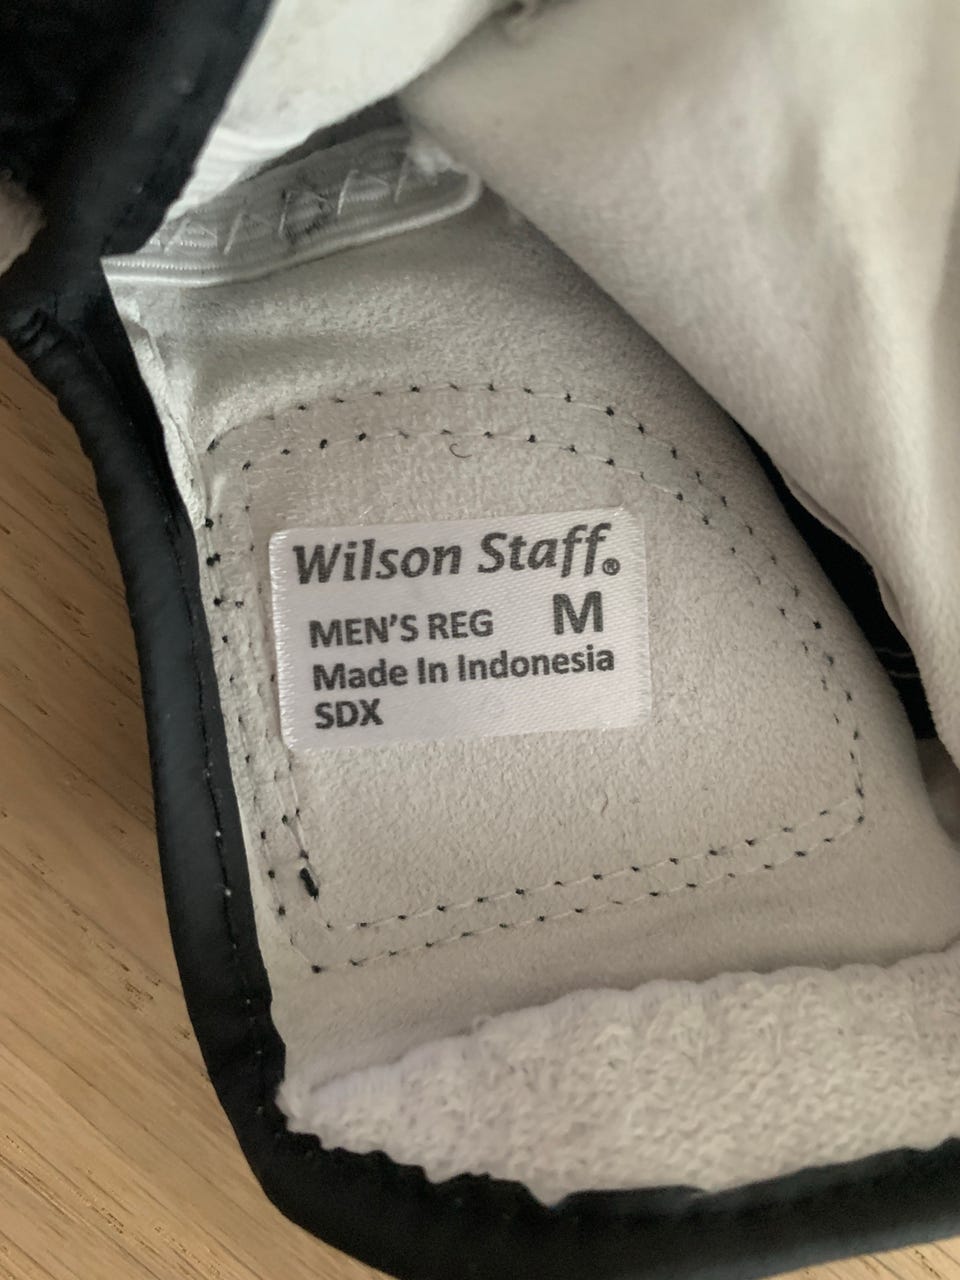 Wilson Staff®
MEN'S REG M
Made In Indonesia
SDX